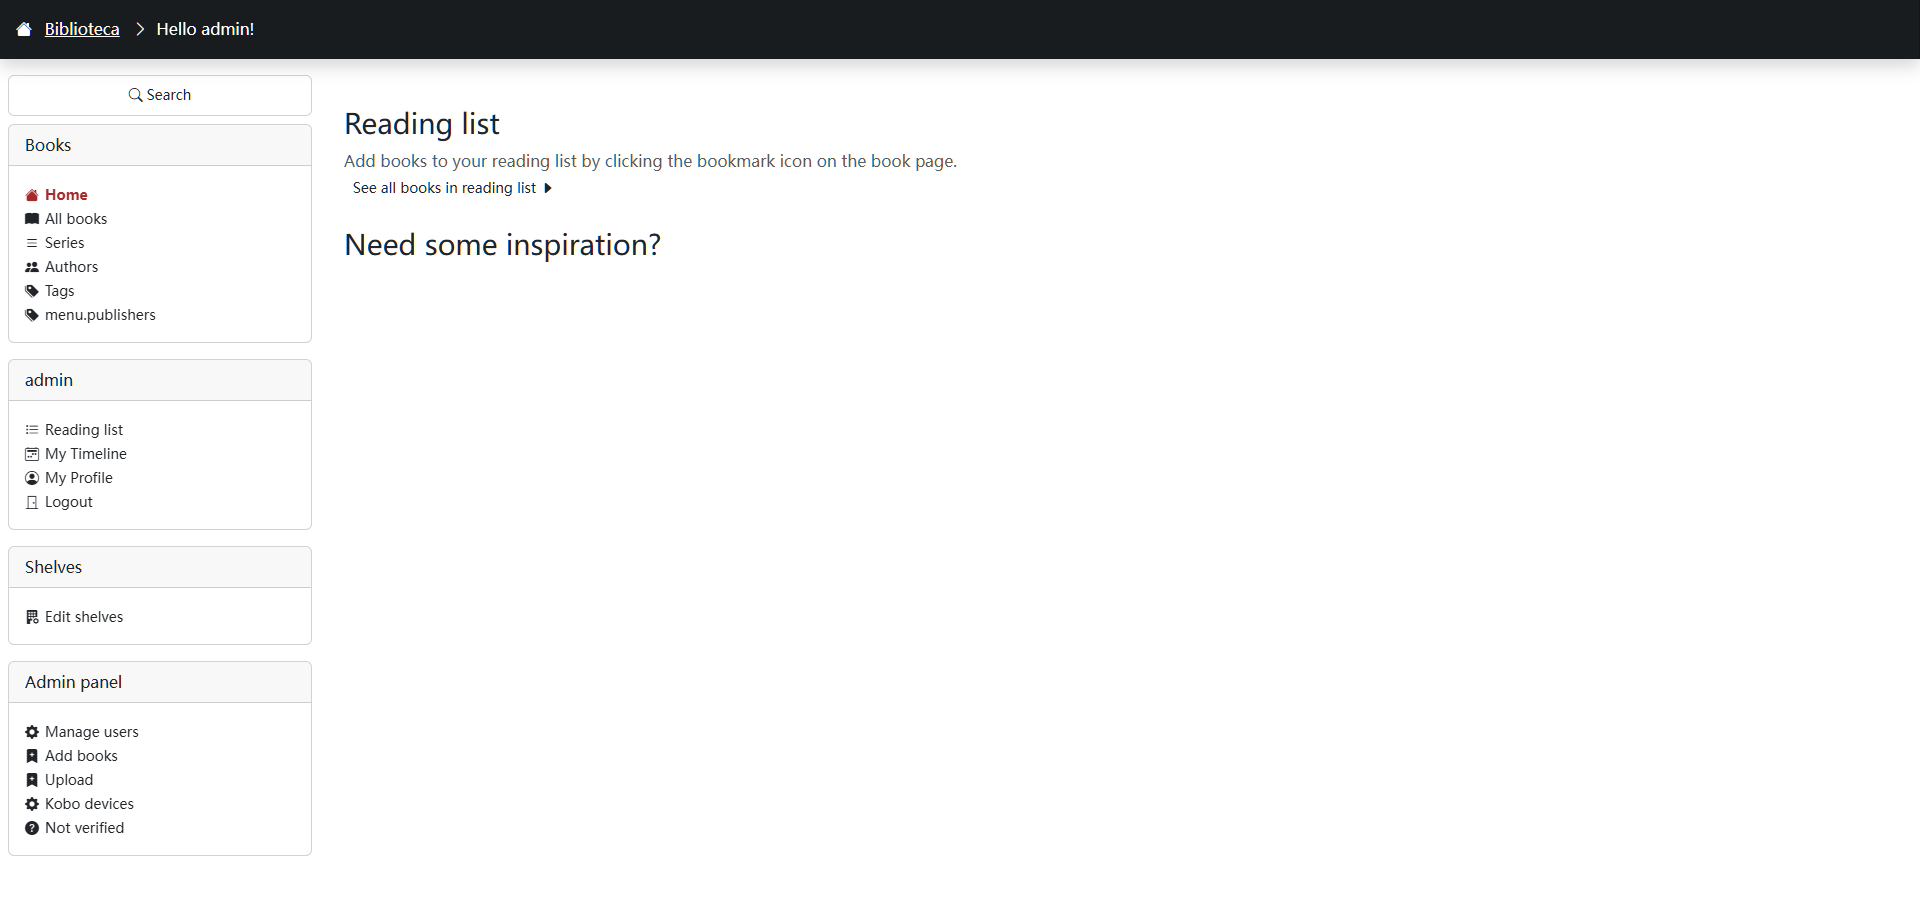 Biblioteca > Hello admin!
Search
Books
Home
All books
Series
Authors
Tags
menu.publishers
admin
Reading list
My Timeline
My Profile
Logout
Shelves
Edit shelves
Admin panel
Manage users
Add books
Upload
Kobo devices
Not verified
Reading list
Add books to your reading list by clicking the bookmark icon on the book page.
See all books in reading list
Need some inspiration?